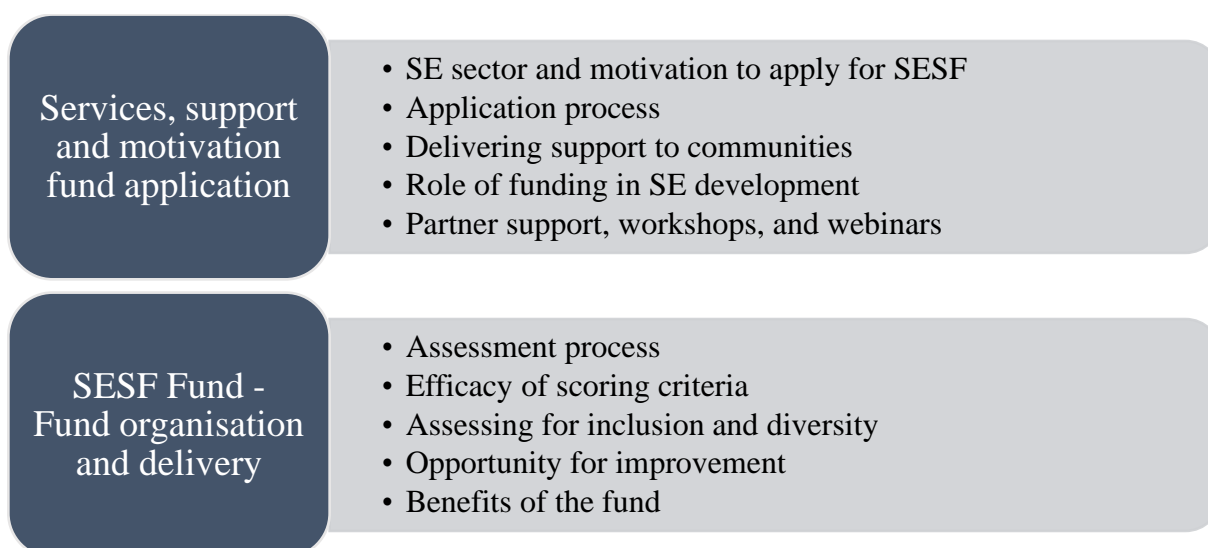 Services, support
and motivation
fund application
• SE sector and motivation to apply for SESF
• Application process
• Delivering support to communities
• Role of funding in SE development
• Partner support, workshops, and webinars
SESF Fund -
Fund organisation
and delivery
• Assessment process
• Efficacy of scoring criteria
• Assessing for inclusion and diversity
• Opportunity for improvement
• Benefits of the fund